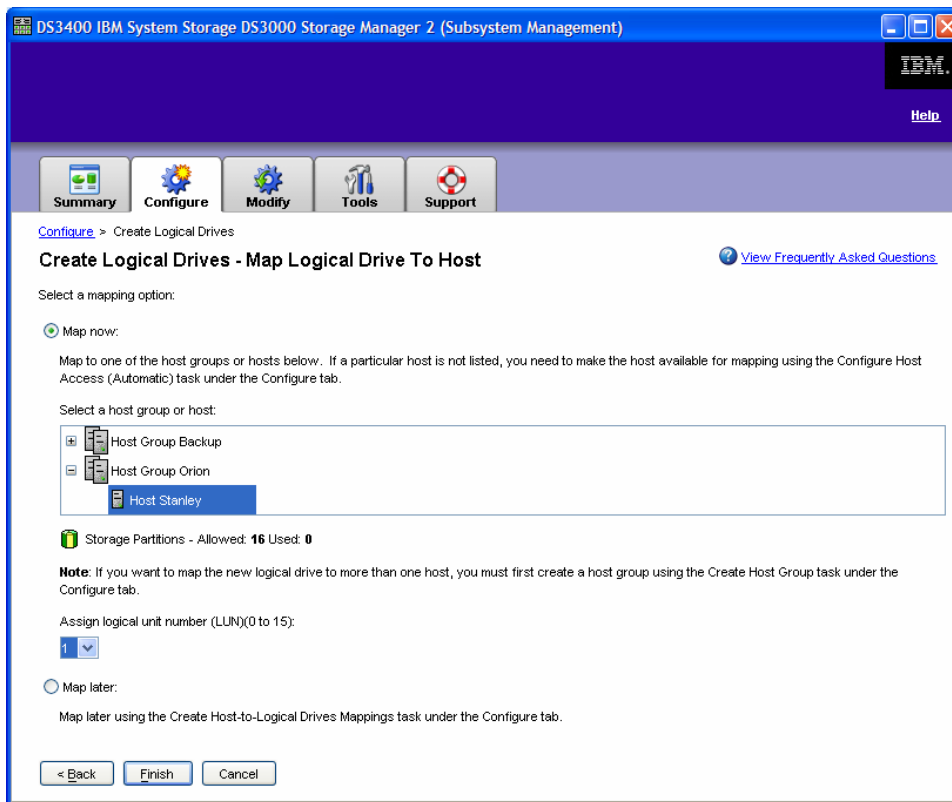 DS3400 IBM System Storage DS3000 Storage Manager 2 (Subsystem Management)
IBM.
Help
Summary
Configure
Modify
Tools
Support
Configure > Create Logical Drives
Create Logical Drives - Map Logical Drive To Host
View Frequently Asked Questions
Select a mapping option:
Map now:
Map to one of the host groups or hosts below. If a particular host is not listed, you need to make the host available for mapping using the Configure Host
Access (Automatic) task under the Configure tab.
Select a host group or host:
Host Group Backup
Host Group Orion
Host Stanley
Storage Partitions - Allowed: 16 Used: 0
Note: If you want to map the new logical drive to more than one host, you must first create a host group using the Create Host Group task under the
Configure tab.
Assign logical unit number (LUN)(0 to 15):
1
Map later:
Map later using the Create Host-to-Logical Drives Mappings task under the Configure tab.
< Back
Finish
Cancel